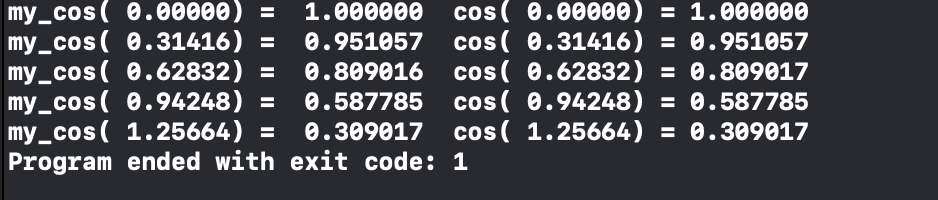 my_cos( 0.00000) =  1.000000  cos( 0.00000) = 1.000000
my_cos( 0.31416) =  0.951057  cos( 0.31416) = 0.951057
my_cos( 0.62832) =  0.809016  cos( 0.62832) = 0.809017
my_cos( 0.94248) =  0.587785  cos( 0.94248) = 0.587785
my_cos( 1.25664) =  0.309017  cos( 1.25664) = 0.309017
Program ended with exit code: 1